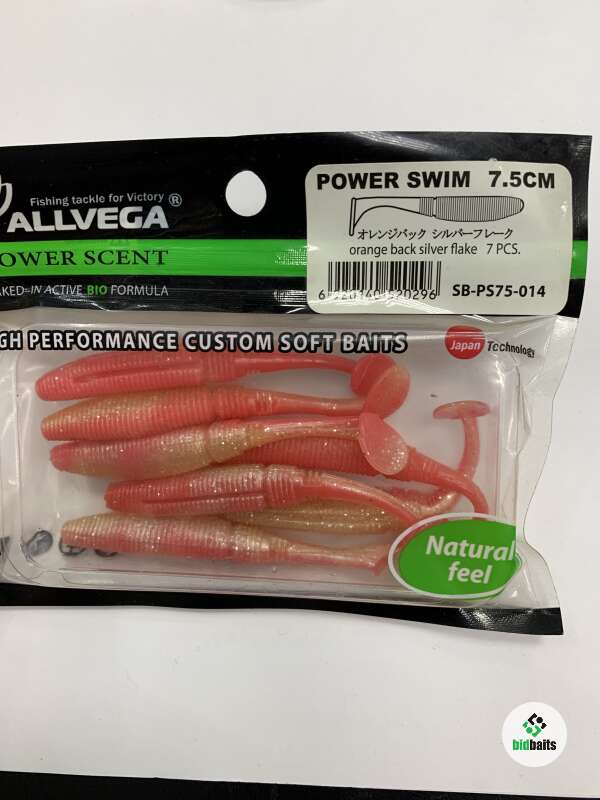 Fishing tackle for Victory ®
ALLVEGA
POWER SWIM 7.5CM
オレンジバック シルバーフレーク
orange back silver flake 7 PCS.
SB-PS75-014
OWER SCENT
AKED-IN ACTIVE BIO FORMULA
GH PERFORMANCE CUSTOM SOFT BAITS
Japan Technology
Natural
feel
bidbaits